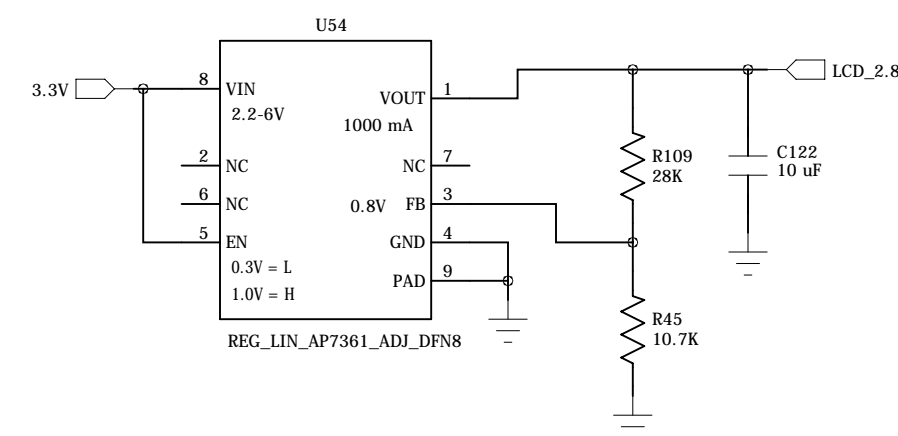 U54
3.3V
8
VIN
2.2-6V
VOUT
1
1000 mA
LCD_2.8
2
NC
NC
7
R109
28K
C122
10 uF
6
NC
0.8V
FB
3
5
EN
GND
4
0.3V = L
1.0V = H
PAD
9
R45
10.7K
REG_LIN_AP7361_ADJ_DFN8